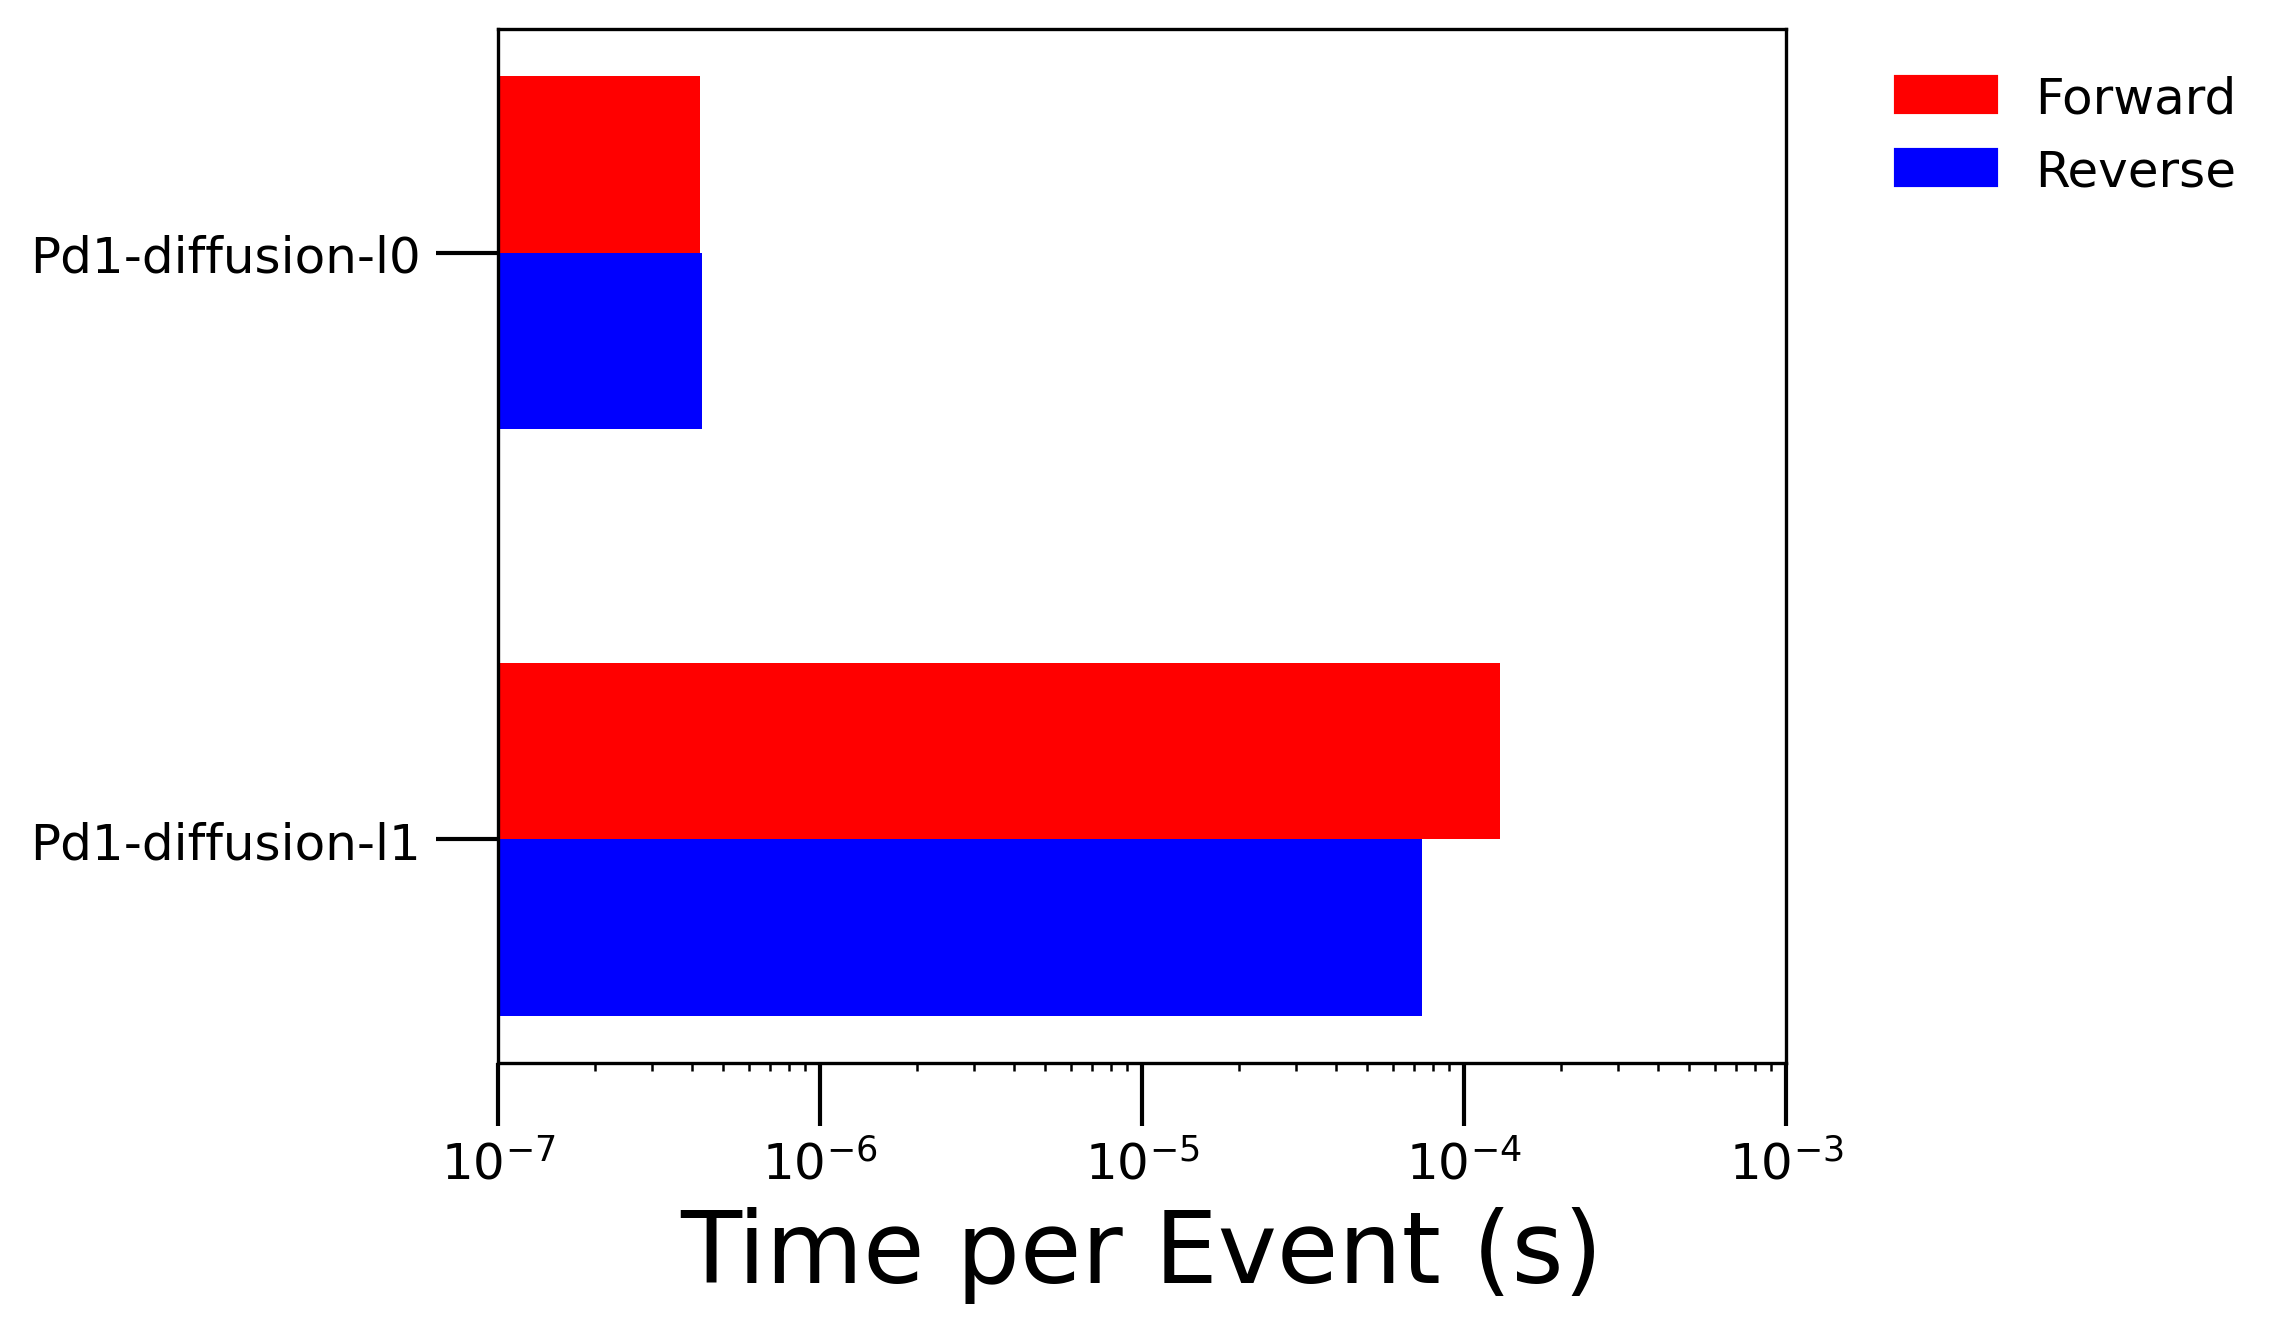 Forward
Reverse
Pd1-diffusion-l0
Pd1-diffusion-l1
10⁻⁷ 10⁻⁶ 10⁻⁵ 10⁻⁴ 10⁻³
Time per Event (s)